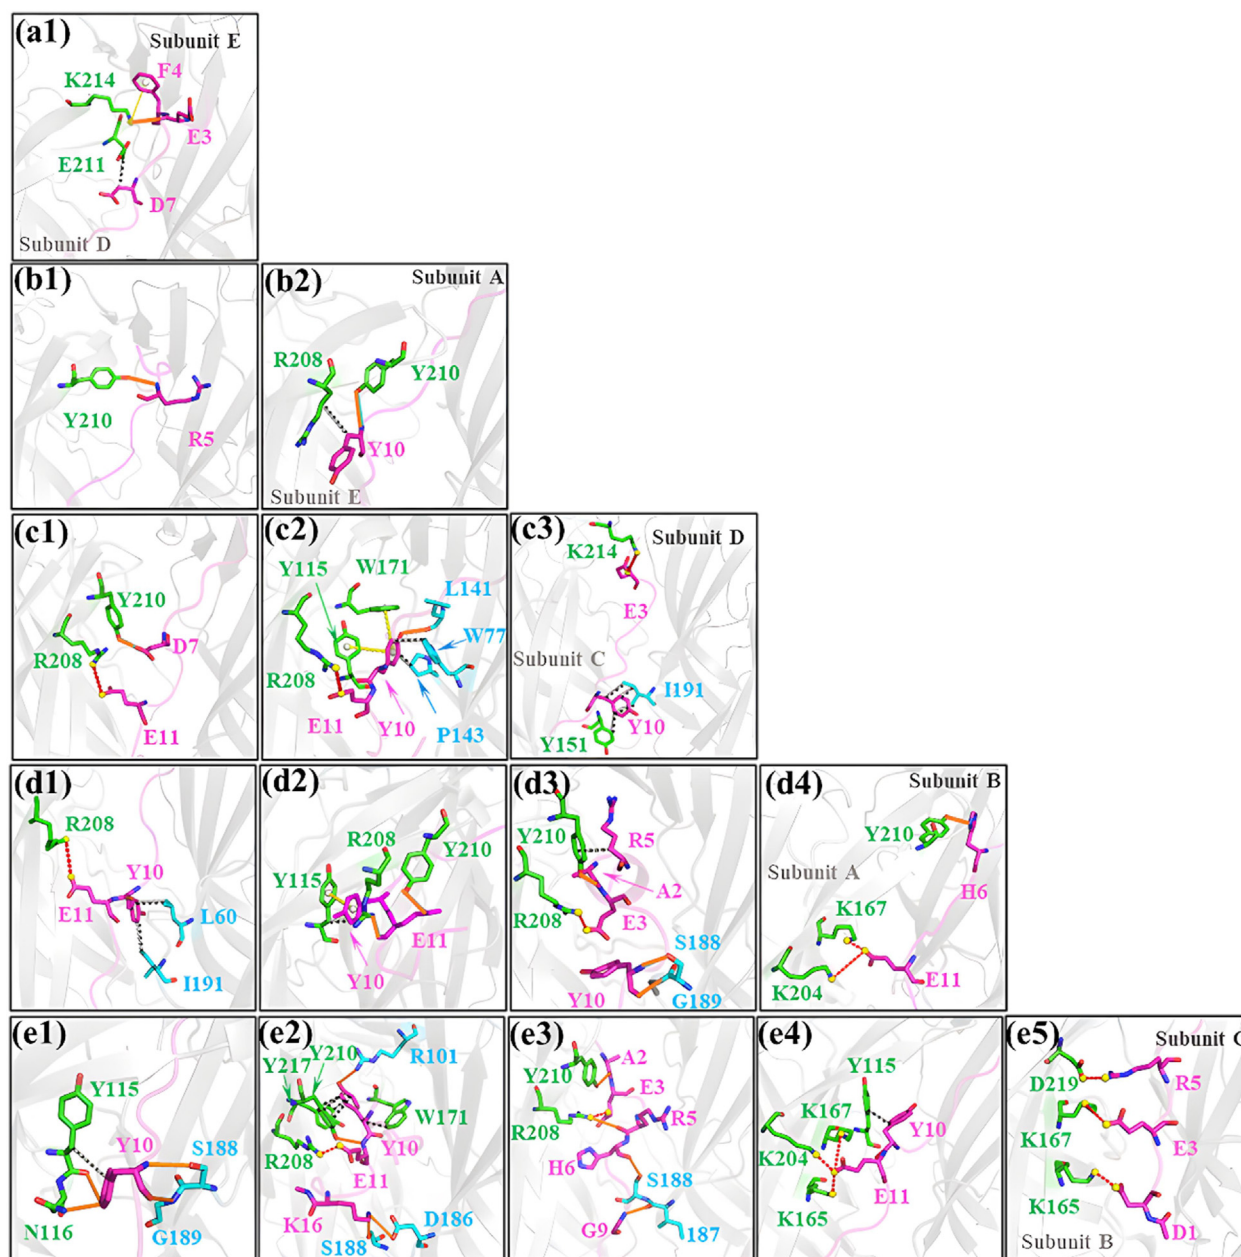 (a1)
Subunit E
F4
K214
E3
E211
D7
Subunit D
(b1)
Y210
R5
(b2)
Subunit A
R208
Y210
Y10
Subunit E
(c1)
Y210
D7
R208
E11
(c2)
Y115
W171
L141
W77
R208
E11
Y10
P143
(c3)
Subunit D
K214
E3
Subunit C
I191
Y10
Y151
(d1)
R208
Y10
E11
L60
I191
(d2)
R208
Y210
Y115
E11
Y10
(d3)
Y210
R5
A2
R208
E3
S188
Y10
G189
(d4)
Subunit B
Y210
Subunit A
H6
K167
K204
E11
(e1)
Y115
Y10
S188
N116
G189
(e2)
Y210
Y217
R101
W171
R208
Y10
E11
K16
D186
S188
(e3)
A2
Y210
E3
R5
R208
H6
S188
G9
187
(e4)
Y115
K167
Y10
K204
E11
K165
(e5)
Subunit C
D219
R5
K167
E3
K165
D1
Subunit B